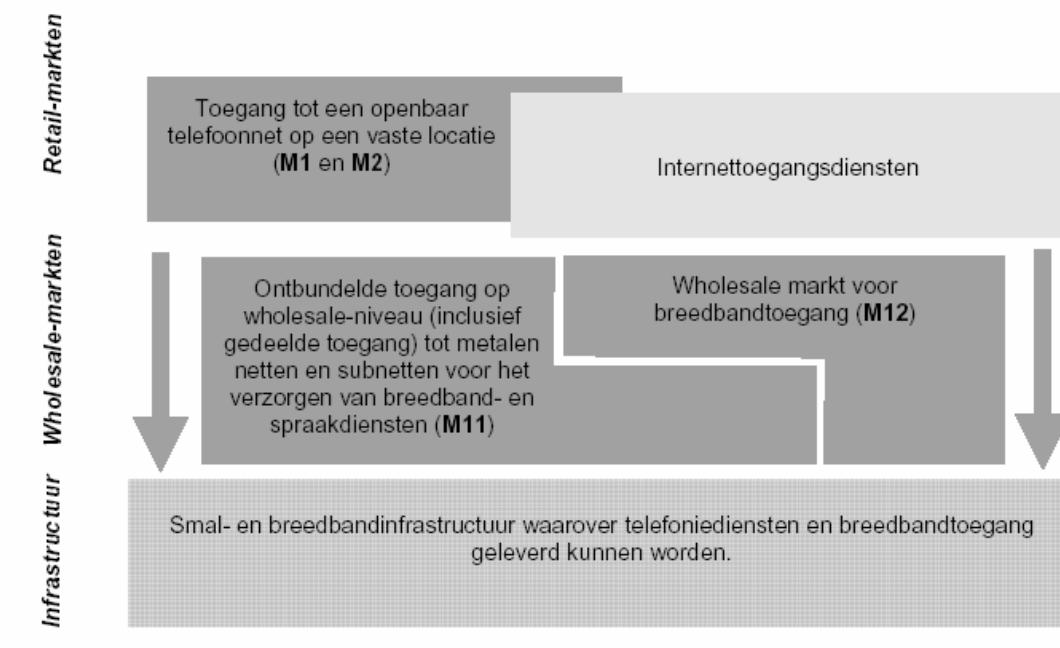 Retail-markten
Toegang tot een openbaar
telefoonnet op een vaste locatie
(M1 en M2)
Internettoegangsdiensten
Wholesale-markten
Ontbundelde toegang op
wholesale-niveau (inclusief
gedeelde toegang) tot metalen
netten en subnetten voor het
verzorgen van breedband- en
spraakdiensten (M11)
Wholesale markt voor
breedbandtoegang (M12)
Infrastructuur
Smal- en breedbandinfrastructuur waarover telefoniediensten en breedbandtoegang
geleverd kunnen worden.